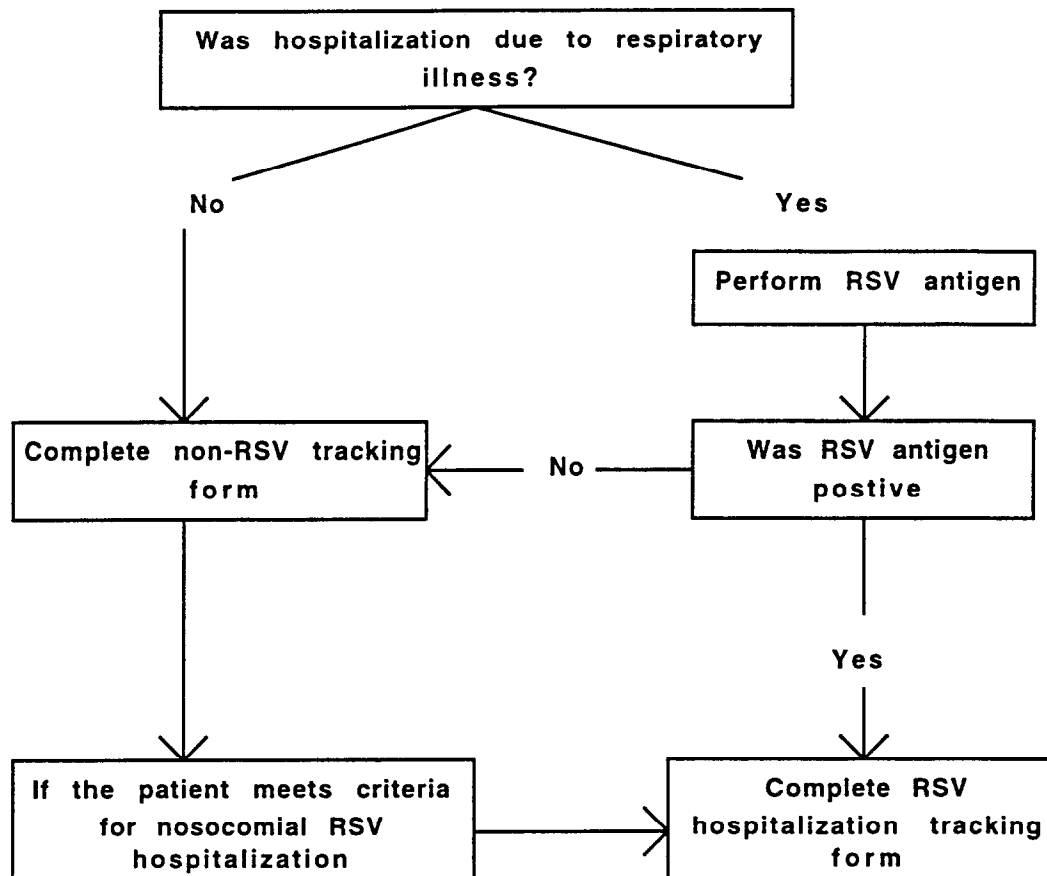 Was hospitalization due to respiratory
illness?
No
Yes
Perform RSV antigen
Complete non-RSV tracking
form
No
Was RSV antigen
postive
Yes
If the patient meets criteria
for nosocomial RSV
hospitalization
Complete RSV
hospitalization tracking
form